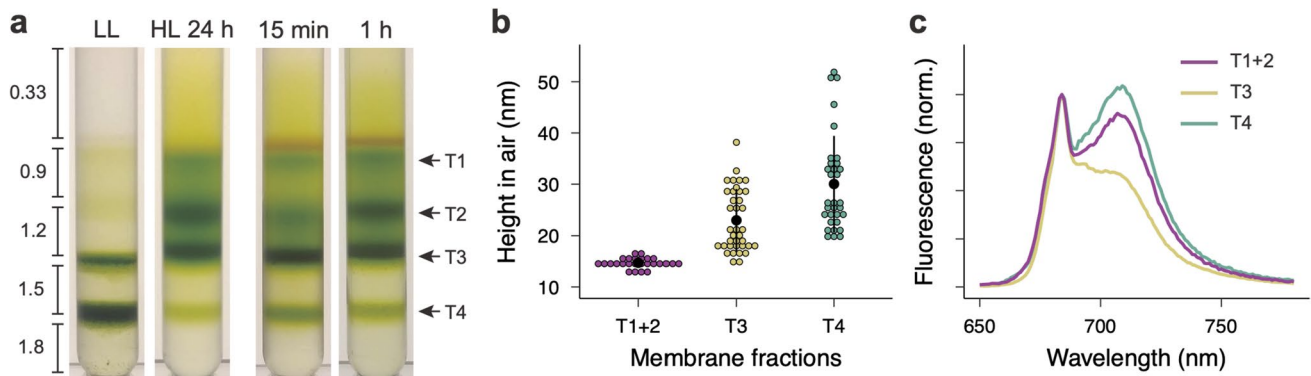 a
LL HL 24 h 15 min 1 h
0.33
0.9
1.2
1.5
1.8
T1
T2
T3
T4
b
Height in air (nm)
50
40
30
20
10
T1+2 T3 T4
Membrane fractions
c
Fluorescence (norm.)
T1+2
T3
T4
650 700 750
Wavelength (nm)